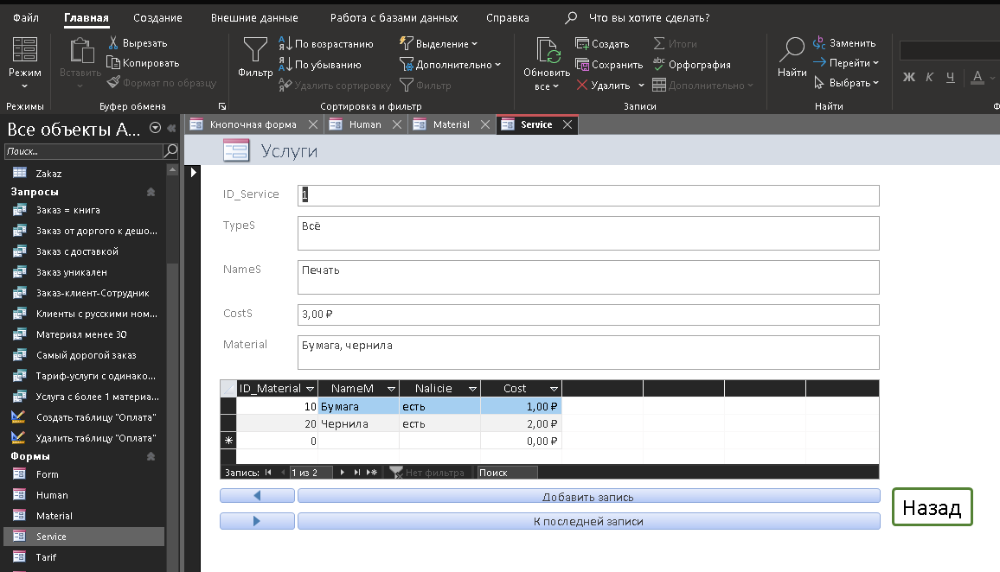 Файл Главная Создание Внешние данные Работа с базами данных Справка Что вы хотите сделать?
Режим
Режимы
Вставить
Вырезать
Копировать
Формат по образцу
Буфер обмена
Фильтр
По возрастанию
По убыванию
Удалить сортировку
Выделение
Дополнительно
Фильтр
Сортировка и фильтр
Обновить
все
Создать
Сохранить
Удалить
Итоги
Орфография
Дополнительно
Записи
Найти
Заменить
Перейти
Выбрать
Найти
Ж К Ч А
Ф
Все объекты A...
Поиск...
Zakaz
Запросы
Заказ = книга
Заказ от доргого к дешо...
Заказ с доставкой
Заказ уникален
Заказ-клиент-Сотрудник
Клиенты с русскими ном...
Материал менее 30
Самый дорогой заказ
Тариф-услуги с одинако...
Услуга с более 1 материа...
Создать таблицу "Оплата"
Удалить таблицу "Оплата"
Формы
Form
Human
Material
Service
Tarif
Кнопочная форма Human Material Service
Услуги
ID_Service 1
TypeS Всё
NameS Печать
CostS 3,00 ₽
Material Бумага, чернила
ID_Material NameM Nalicie Cost
10 Бумага есть 1,00 ₽
20 Чернила есть 2,00 ₽
0 0,00 ₽
Запись: 1 из 2 Нет фильтра Поиск
Добавить запись
К последней записи
Назад